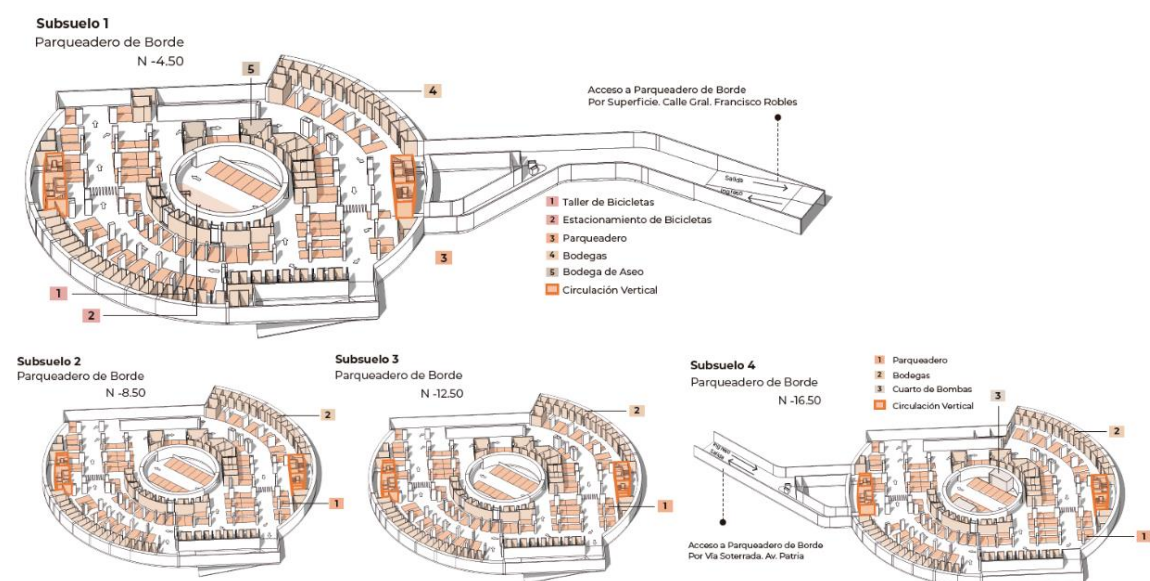 Subsuelo 1
Parqueadero de Borde
N -4.50
5
4
Acceso a Parqueadero de Borde
Por Superficie. Calle Gral. Francisco Robles
Salida
Ingreso
1 Taller de Bicicletas
2 Estacionamiento de Bicicletas
3 Parqueadero
4 Bodegas
5 Bodega de Aseo
Circulación Vertical
3
1
2
Subsuelo 2
Parqueadero de Borde
N -8.50
2
1
Subsuelo 3
Parqueadero de Borde
N -12.50
2
1
Subsuelo 4
Parqueadero de Borde
N -16.50
1 Parqueadero
2 Bodegas
3 Cuarto de Bombas
Circulación Vertical
3
2
Ingreso
Salida
1
Acceso a Parqueadero de Borde
Por Vía Soterrada. Av. Patria